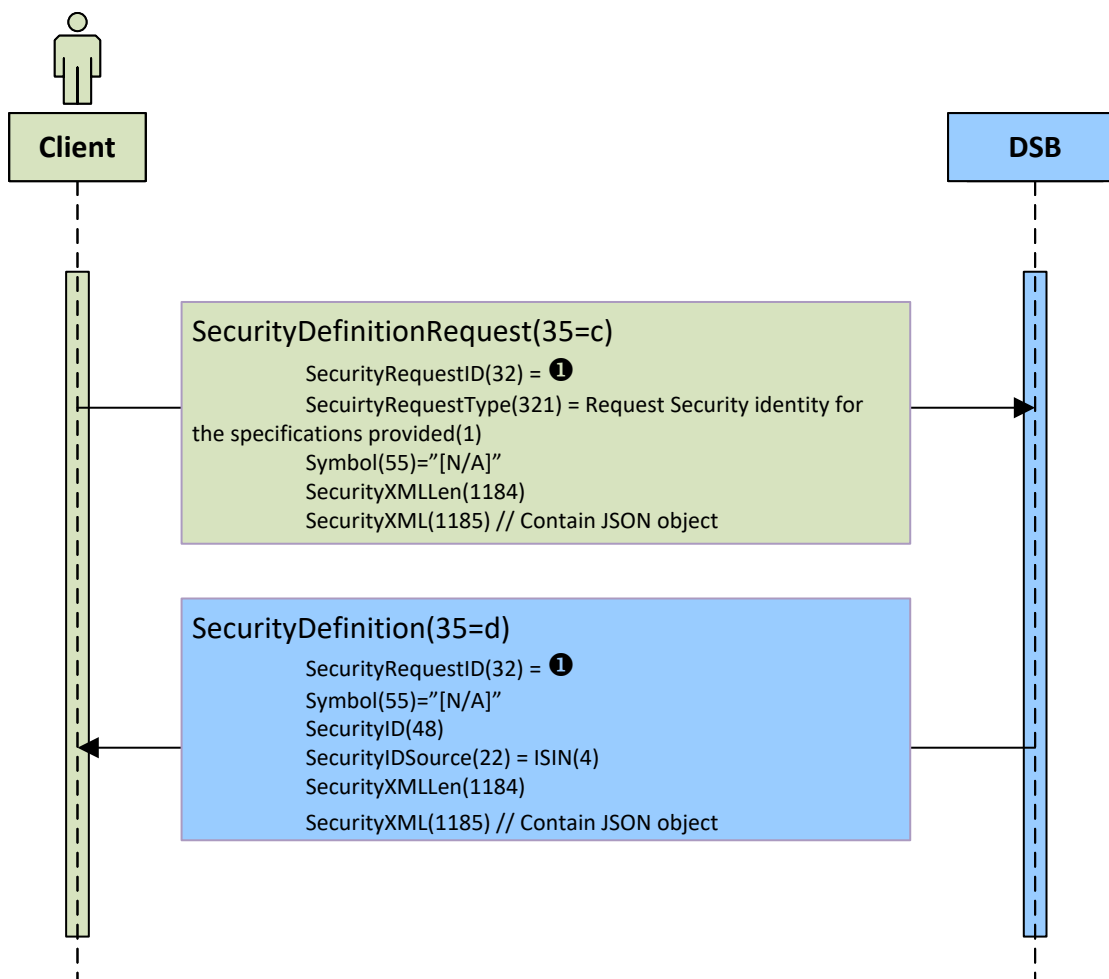 Client
DSB
SecurityDefinitionRequest(35=c)
SecurityRequestID(32) = ❶
SecuirtyRequestType(321) = Request Security identity for
the specifications provided(1)
Symbol(55)=”[N/A]”
SecurityXMLLen(1184)
SecurityXML(1185) // Contain JSON object
SecurityDefinition(35=d)
SecurityRequestID(32) = ❶
Symbol(55)=”[N/A]”
SecurityID(48)
SecurityIDSource(22) = ISIN(4)
SecurityXMLLen(1184)
SecurityXML(1185) // Contain JSON object